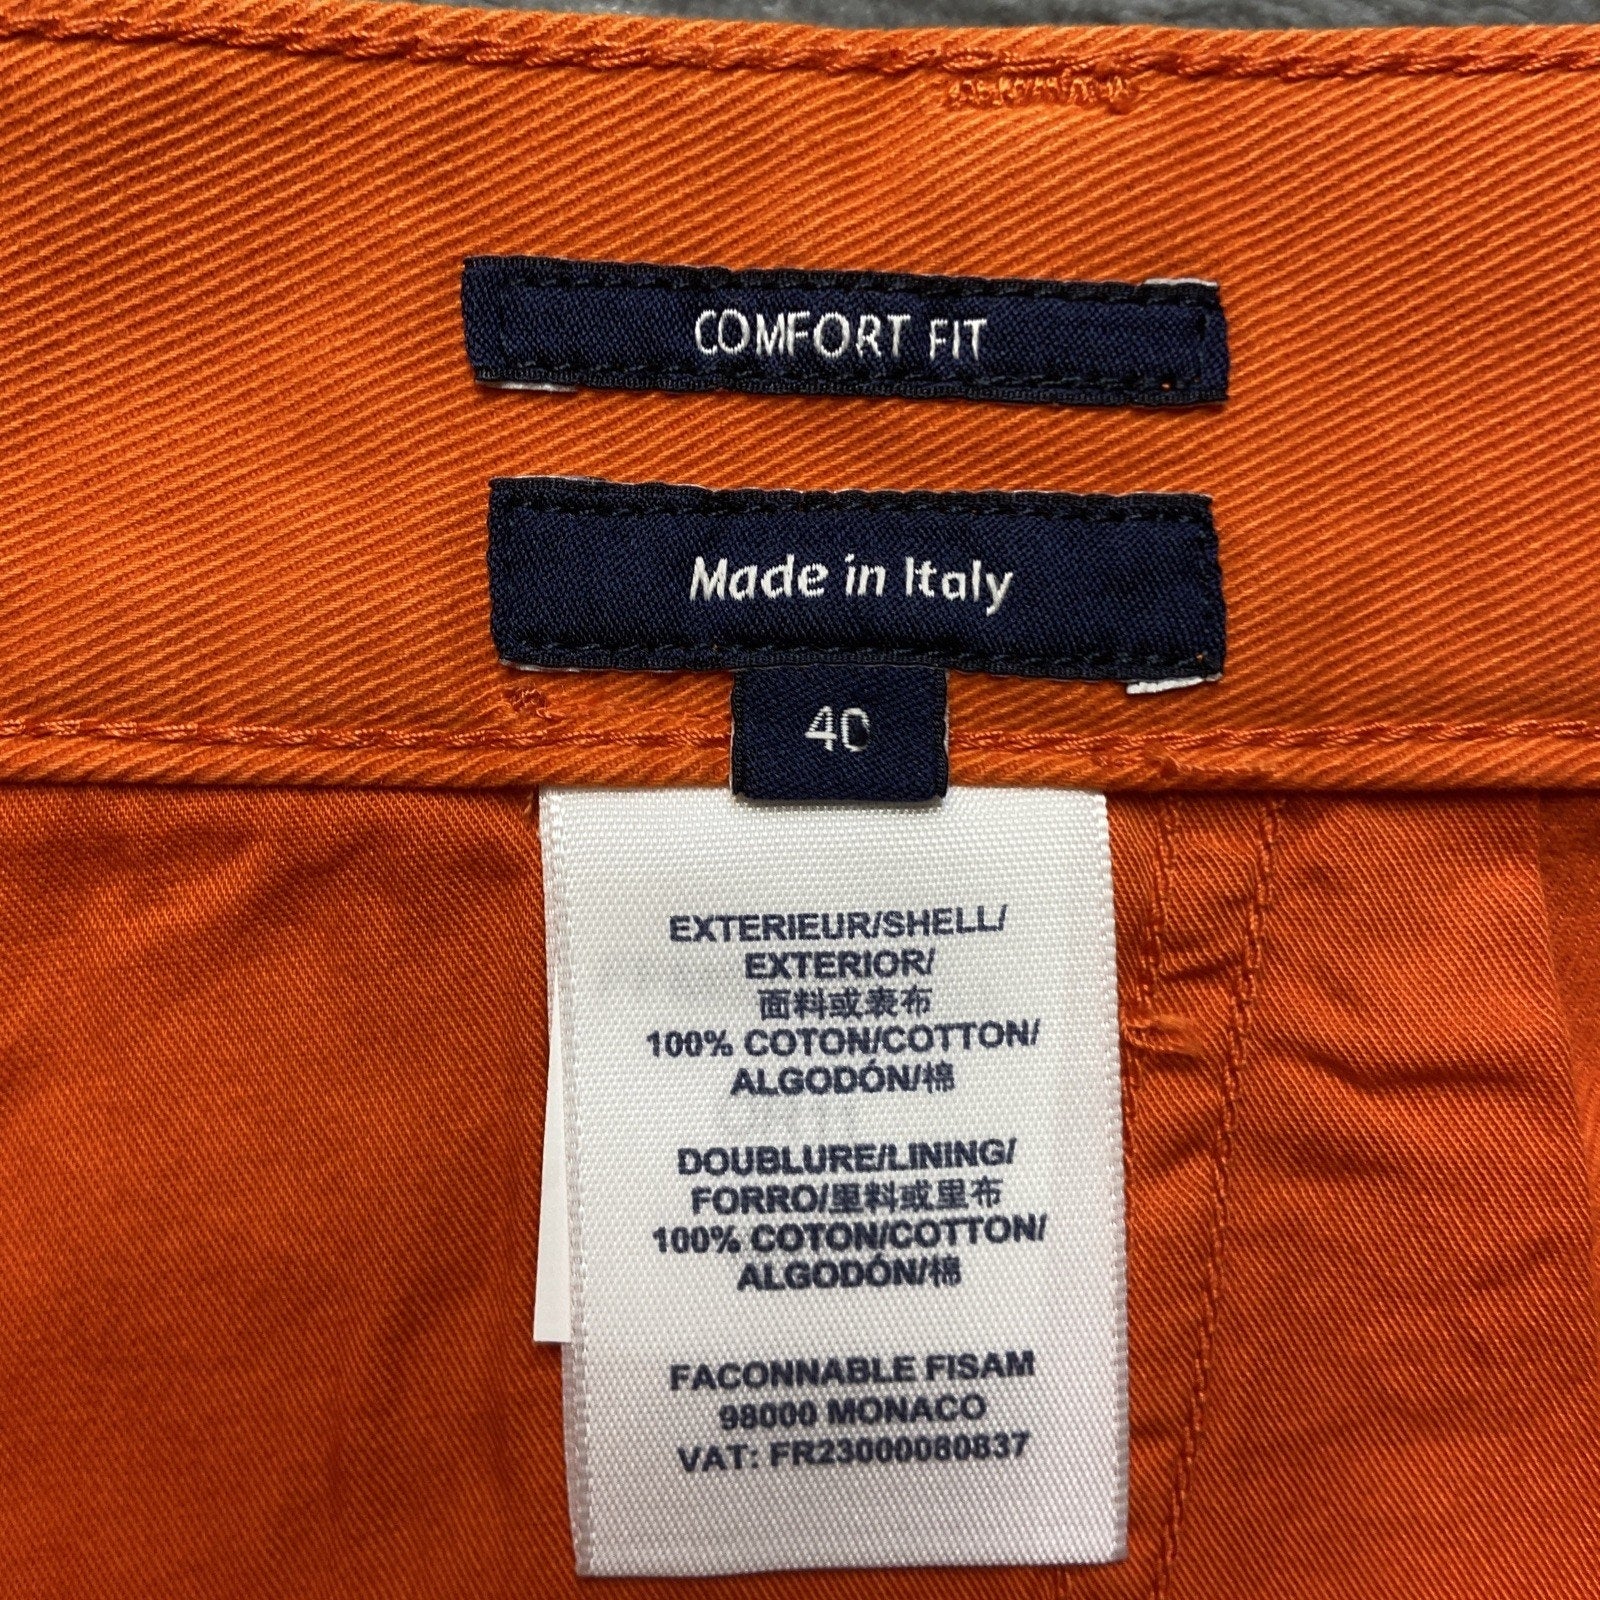 COMFORT FIT
Made in Italy
40
EXTERIEUR/SHELL/
EXTERIOR/
面料或表布
100% COTON/COTTON/
ALGODÓN/棉
DOUBLURE/LINING/
FORRO/里料或里布
100% COTON/COTTON/
ALGODÓN/棉
FACONNABLE FISAM
98000 MONACO
VAT: FR23000080837